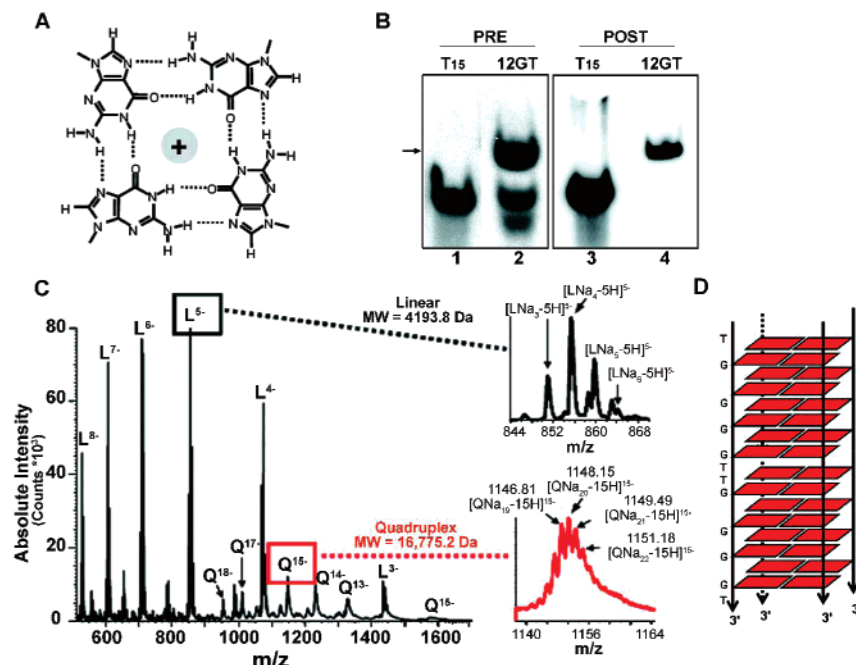 A
H N N H N N
N N H N H
O H O N
N H O H N
H H + H H
N O H N H
H N N H O N
N N H N
N H N H
B
PRE POST
T15 12GT T15 12GT
1 2 3 4
C
Absolute Intensity
(Counts *10³)
80
60
40
20
0
L⁸⁻
L⁷⁻
L⁶⁻
L⁵⁻
L⁴⁻
L³⁻
Q¹⁸⁻
Q¹⁷⁻
Q¹⁵⁻
Q¹⁴⁻
Q¹³⁻
Q¹⁵⁻
600 800 1000 1200 1400 1600
m/z
Linear
MW = 4193.8 Da
Quadruplex
MW = 16,775.2 Da
[LNa₄-5H]⁵⁻
[LNa₃-5H]⁵⁻
[LNa₅-5H]⁵⁻
[LNa₆-5H]⁵⁻
844 852 860 868
m/z
1148.15
[QNa₂₀-15H]¹⁵⁻
1146.81
[QNa₁₉-15H]¹⁵⁻
1149.49
[QNa₂₁-15H]¹⁵⁻
1151.18
[QNa₂₂-15H]¹⁵⁻
1140 1156 1164
m/z
D
T
G
G
G
G
G
T
T
G
G
G
G
G
T
3' 3' 3' 3'